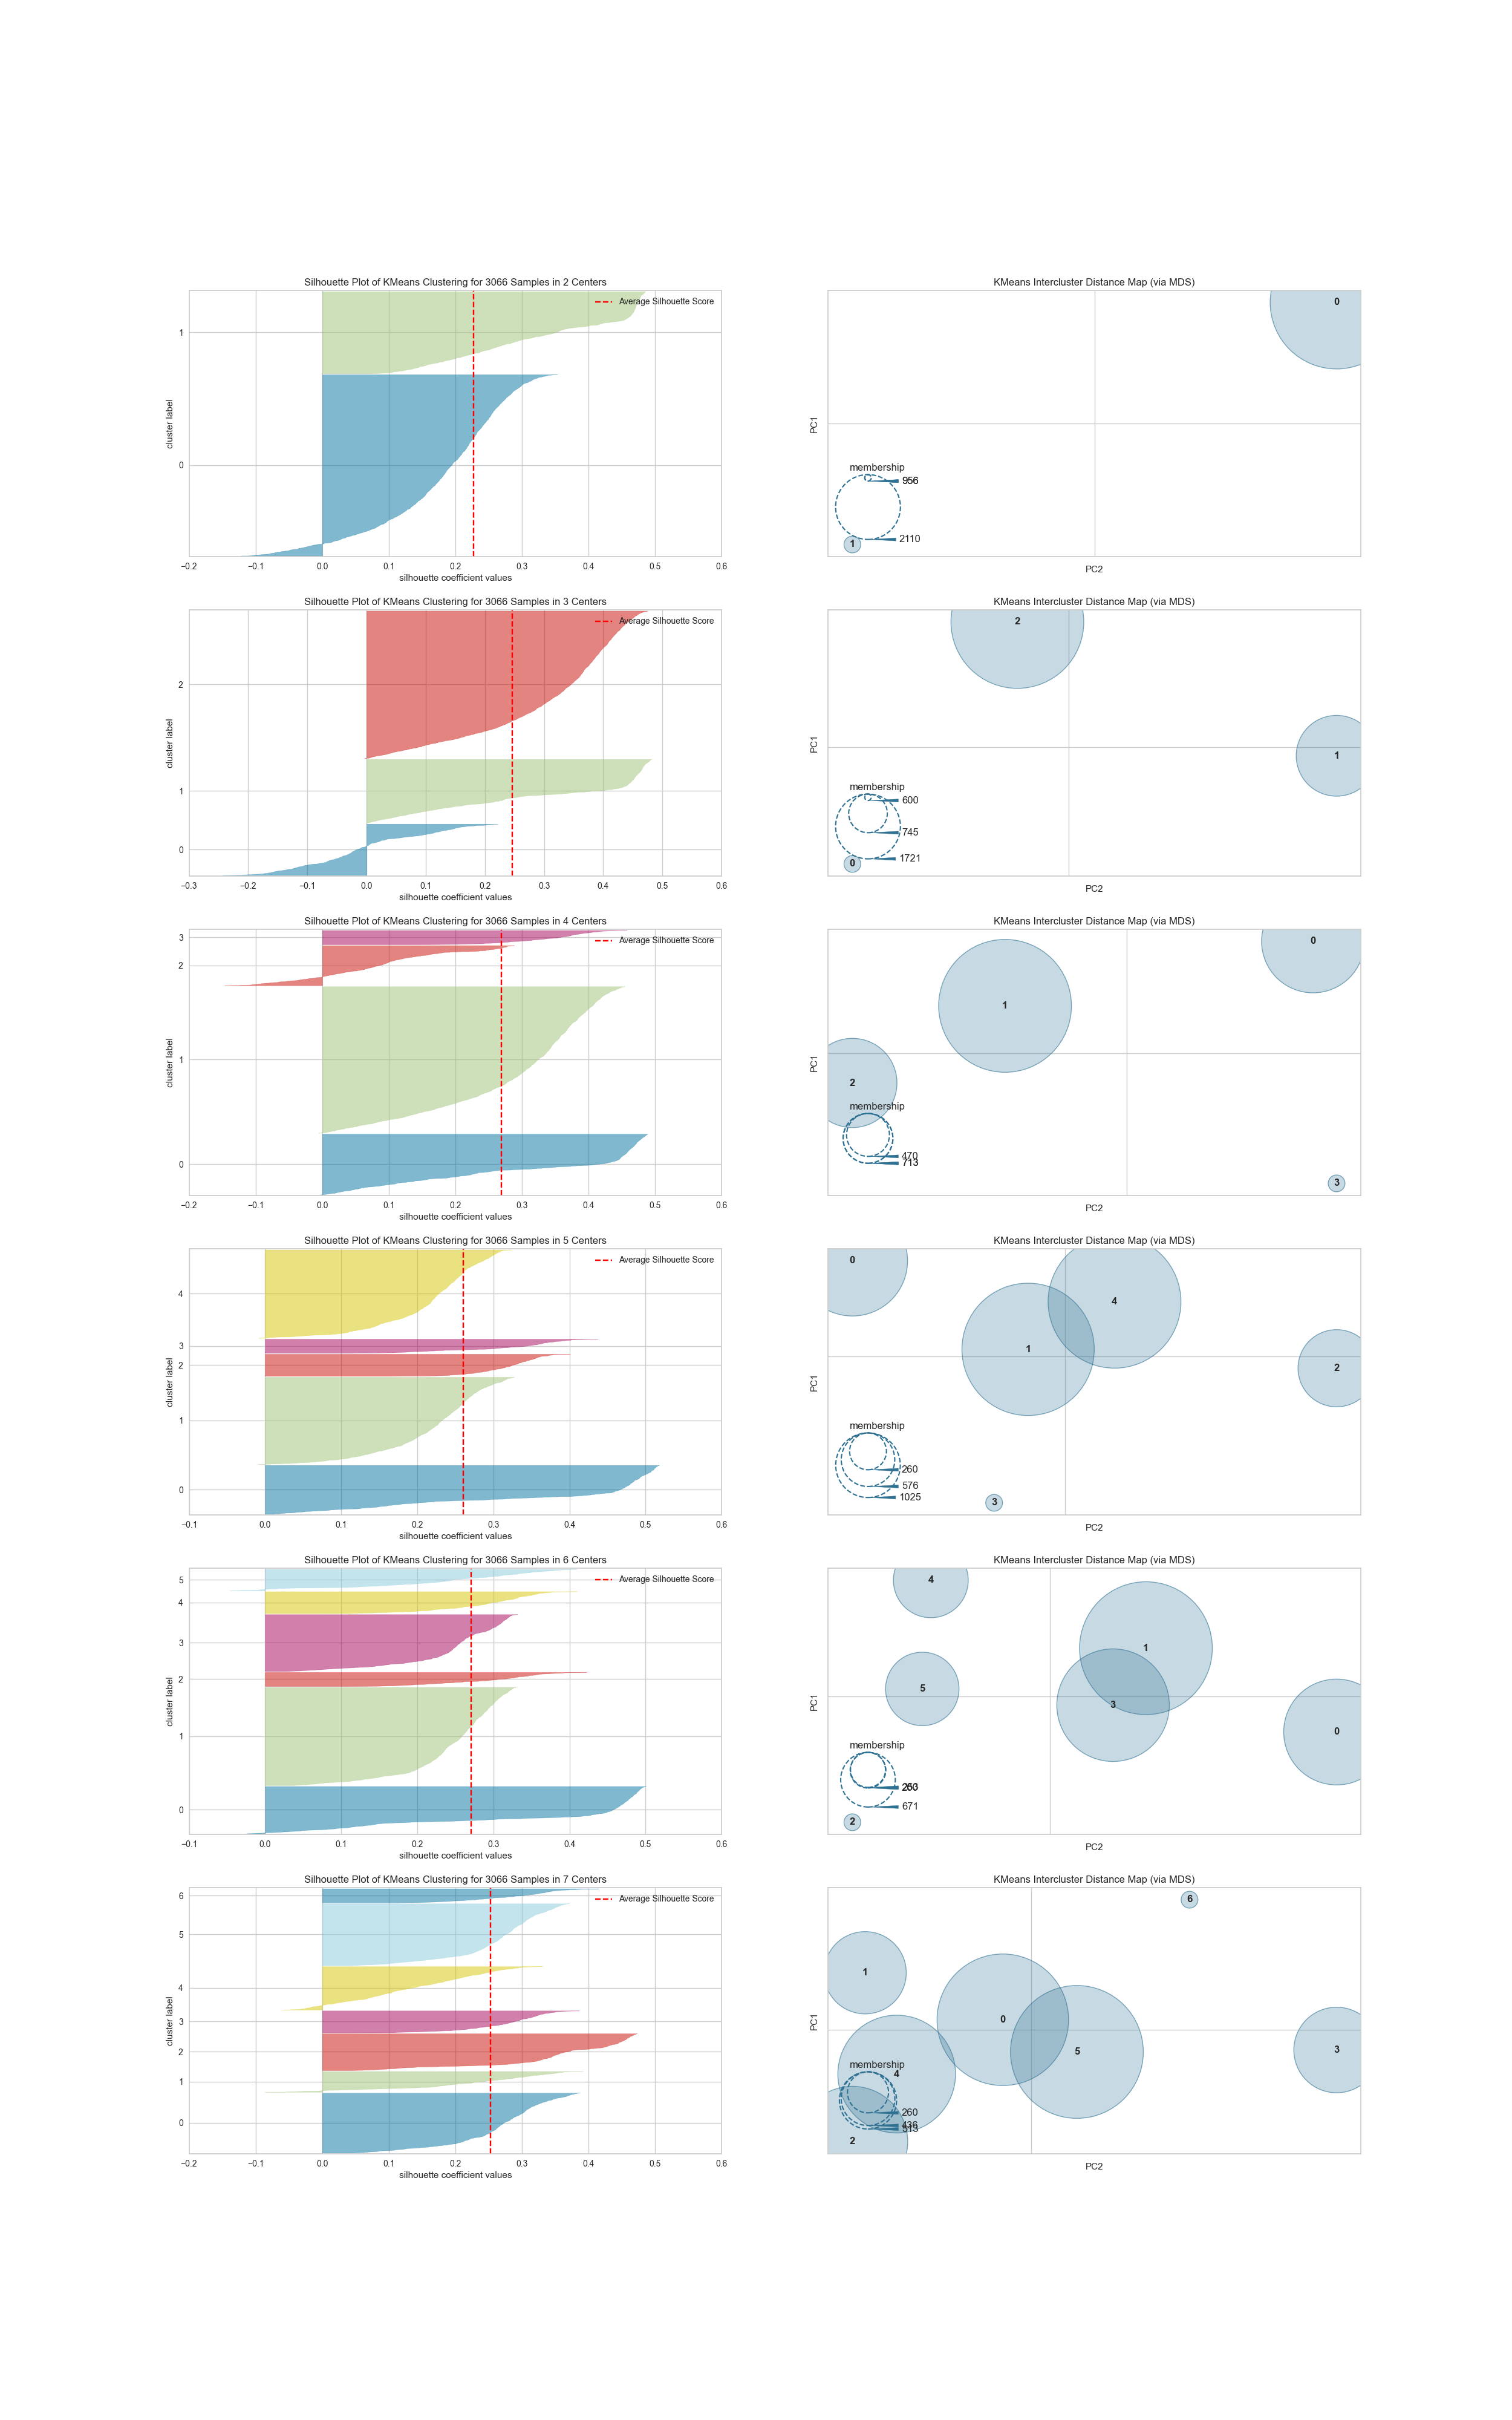 Silhouette Plot of KMeans Clustering for 3066 Samples in 2 Centers
Average Silhouette Score
1
0
cluster label
−0.2 −0.1 0.0 0.1 0.2 0.3 0.4 0.5 0.6
silhouette coefficient values
KMeans Intercluster Distance Map (via MDS)
0
PC1
membership
956
2110
1
PC2
Silhouette Plot of KMeans Clustering for 3066 Samples in 3 Centers
Average Silhouette Score
2
1
0
cluster label
−0.3 −0.2 −0.1 0.0 0.1 0.2 0.3 0.4 0.5 0.6
silhouette coefficient values
KMeans Intercluster Distance Map (via MDS)
2
1
PC1
membership
600
745
1721
0
PC2
Silhouette Plot of KMeans Clustering for 3066 Samples in 4 Centers
Average Silhouette Score
3
2
1
0
cluster label
−0.2 −0.1 0.0 0.1 0.2 0.3 0.4 0.5 0.6
silhouette coefficient values
KMeans Intercluster Distance Map (via MDS)
0
1
2
PC1
membership
470
713
3
PC2
Silhouette Plot of KMeans Clustering for 3066 Samples in 5 Centers
Average Silhouette Score
4
3
2
1
0
cluster label
−0.1 0.0 0.1 0.2 0.3 0.4 0.5 0.6
silhouette coefficient values
KMeans Intercluster Distance Map (via MDS)
0
4
1
2
PC1
membership
260
576
1025
3
PC2
Silhouette Plot of KMeans Clustering for 3066 Samples in 6 Centers
Average Silhouette Score
5
4
3
2
1
0
cluster label
−0.1 0.0 0.1 0.2 0.3 0.4 0.5 0.6
silhouette coefficient values
KMeans Intercluster Distance Map (via MDS)
4
1
5
3
0
PC1
membership
671
2
PC2
Silhouette Plot of KMeans Clustering for 3066 Samples in 7 Centers
Average Silhouette Score
6
5
4
3
2
1
0
cluster label
−0.2 −0.1 0.0 0.1 0.2 0.3 0.4 0.5 0.6
silhouette coefficient values
KMeans Intercluster Distance Map (via MDS)
6
1
0
5
3
PC1
membership
4
260
2
PC2